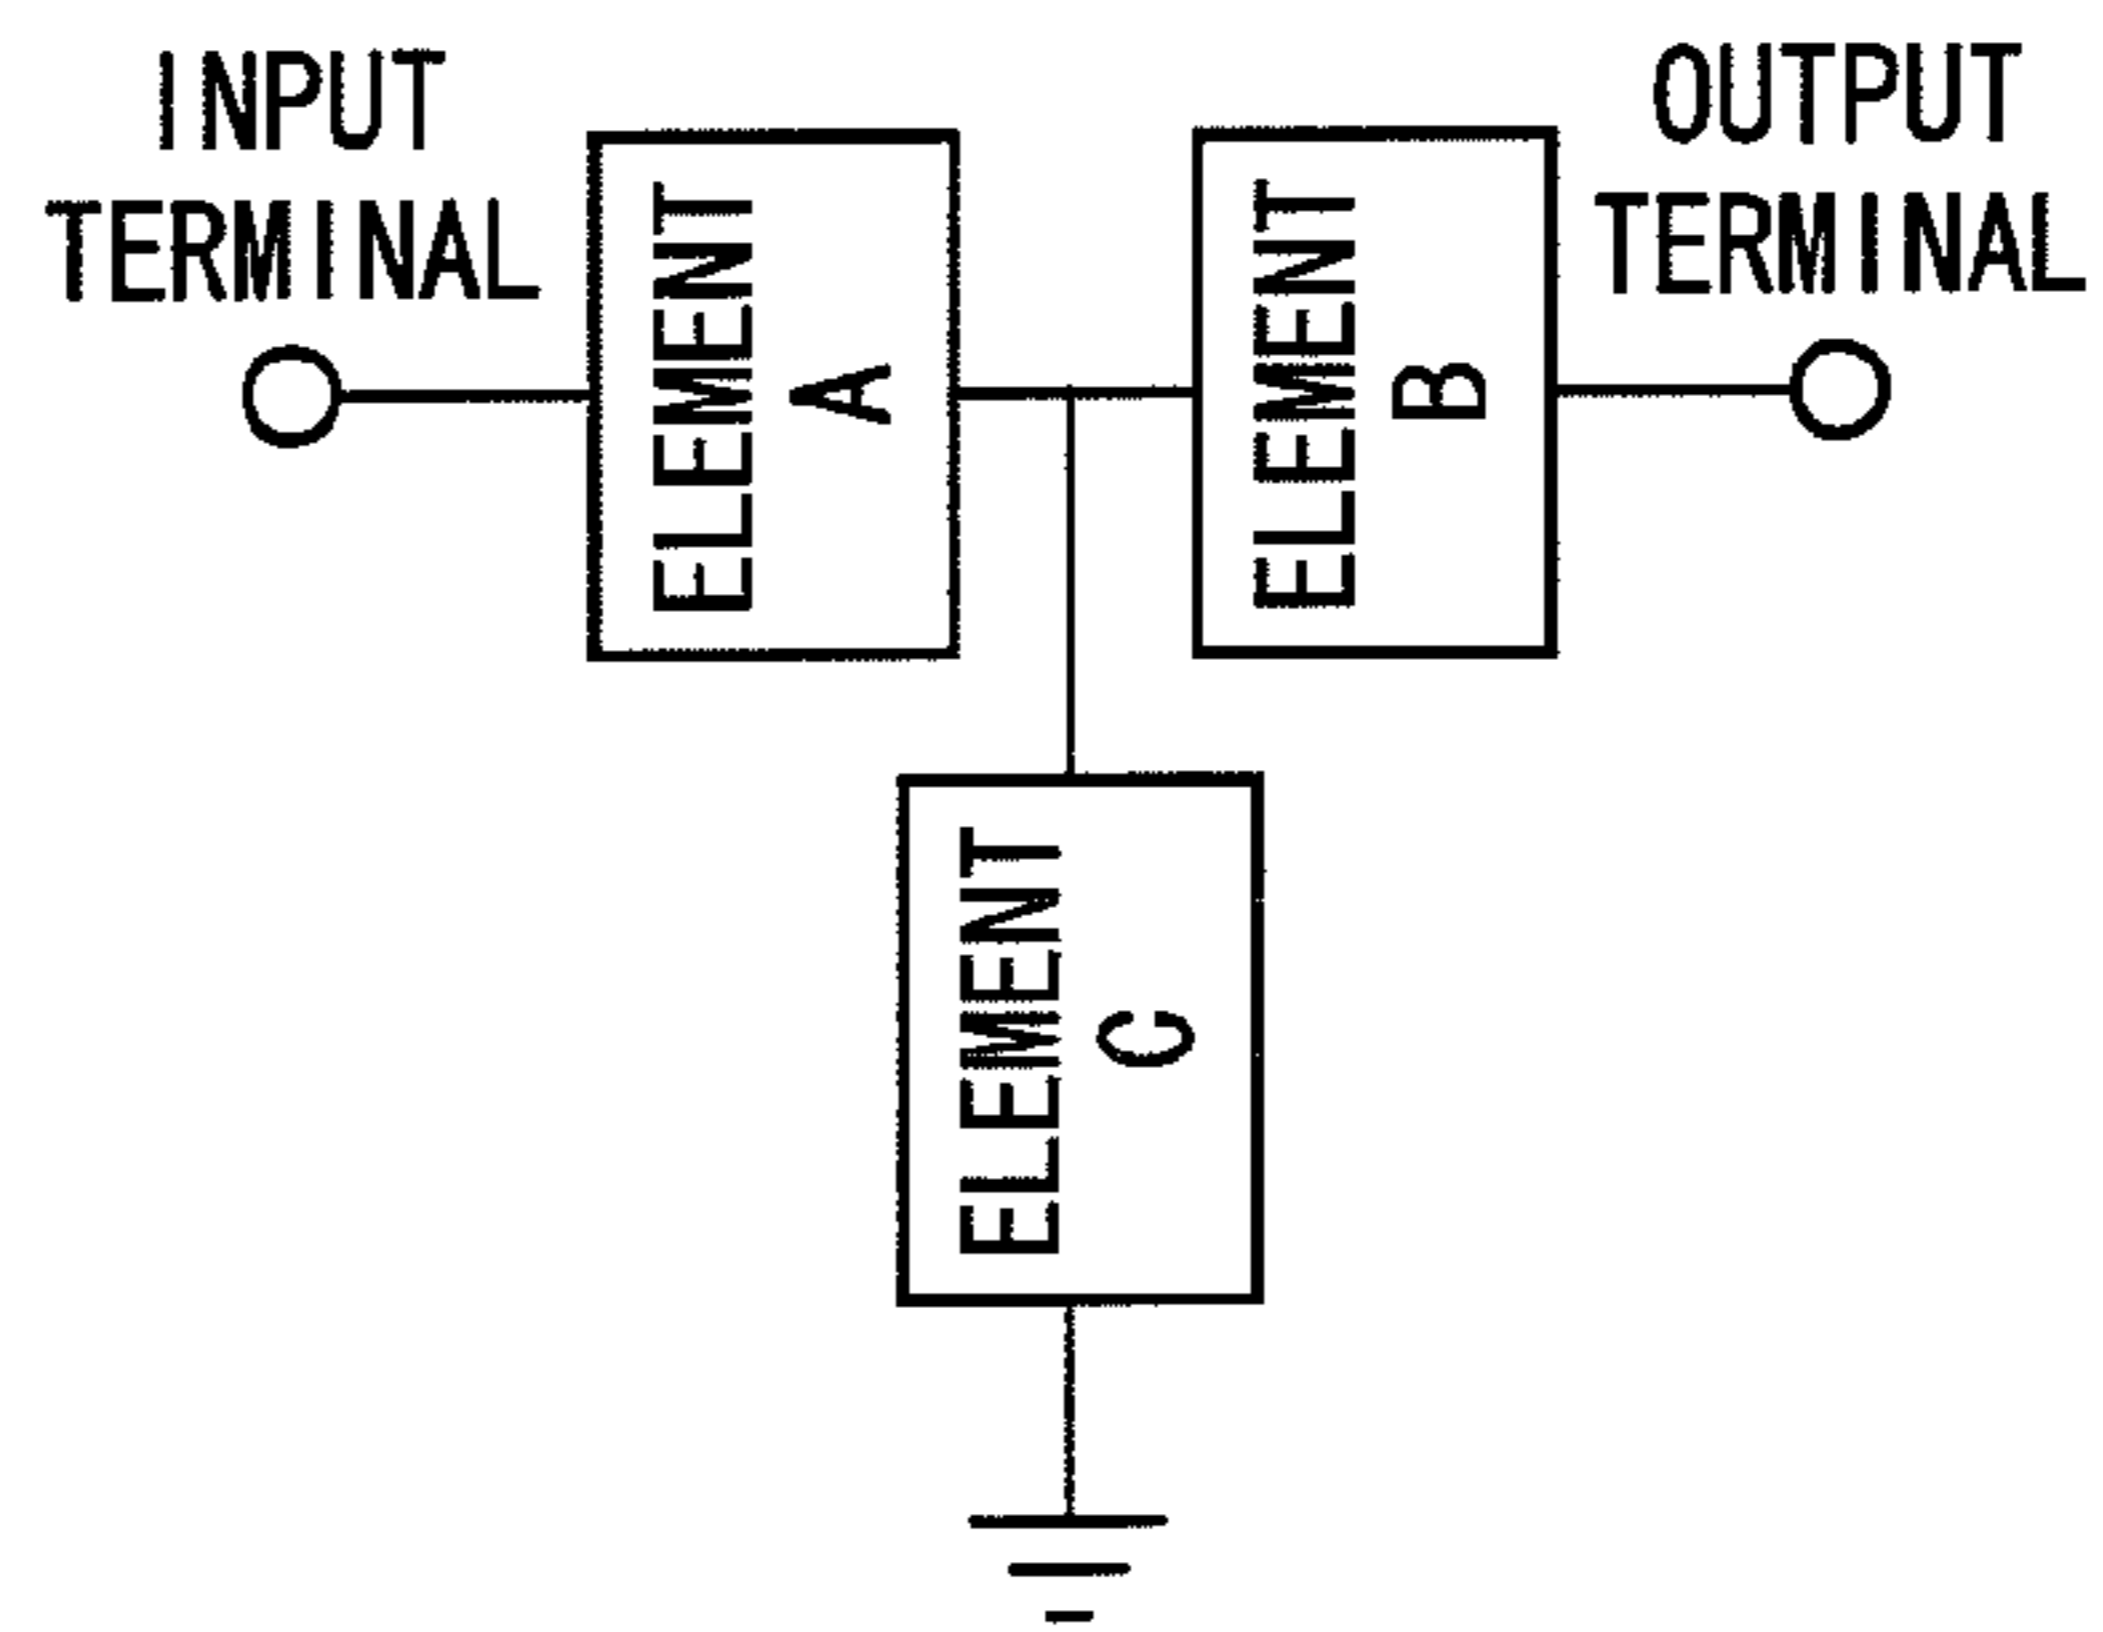 INPUT
TERMINAL
OUTPUT
TERMINAL
ELEMENT
A
ELEMENT
B
ELEMENT
C